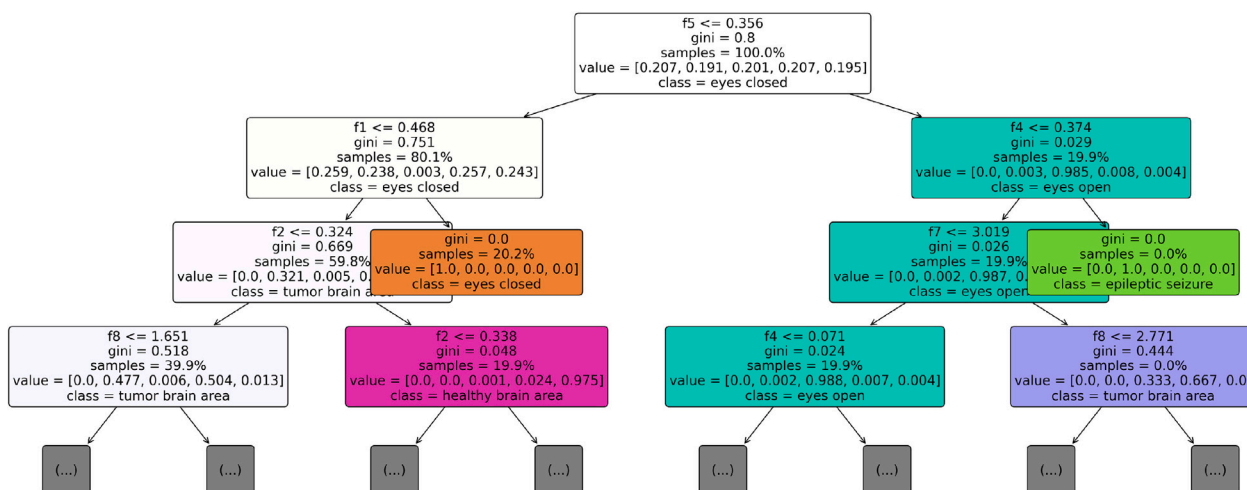 f5 <= 0.356
gini = 0.8
samples = 100.0%
value = [0.207, 0.191, 0.201, 0.207, 0.195]
class = eyes closed
f1 <= 0.468
gini = 0.751
samples = 80.1%
value = [0.259, 0.238, 0.003, 0.257, 0.243]
class = eyes closed
f4 <= 0.374
gini = 0.029
samples = 19.9%
value = [0.0, 0.003, 0.985, 0.008, 0.004]
class = eyes open
f2 <= 0.324
gini = 0.669
samples = 59.8%
value = [0.0, 0.321, 0.005, 0.
class = tumor brain area
gini = 0.0
samples = 20.2%
value = [1.0, 0.0, 0.0, 0.0, 0.0]
class = eyes closed
f7 <= 3.019
gini = 0.026
samples = 19.9%
value = [0.0, 0.002, 0.987, 0.
class = eyes open
gini = 0.0
samples = 0.0%
value = [0.0, 1.0, 0.0, 0.0, 0.0]
class = epileptic seizure
f8 <= 1.651
gini = 0.518
samples = 39.9%
value = [0.0, 0.477, 0.006, 0.504, 0.013]
class = tumor brain area
f2 <= 0.338
gini = 0.048
samples = 19.9%
value = [0.0, 0.0, 0.001, 0.024, 0.975]
class = healthy brain area
f4 <= 0.071
gini = 0.024
samples = 19.9%
value = [0.0, 0.002, 0.988, 0.007, 0.004]
class = eyes open
f8 <= 2.771
gini = 0.444
samples = 0.0%
value = [0.0, 0.0, 0.333, 0.667, 0.0
class = tumor brain area
(...)
(...)
(...)
(...)
(...)
(...)
(...)
(...)